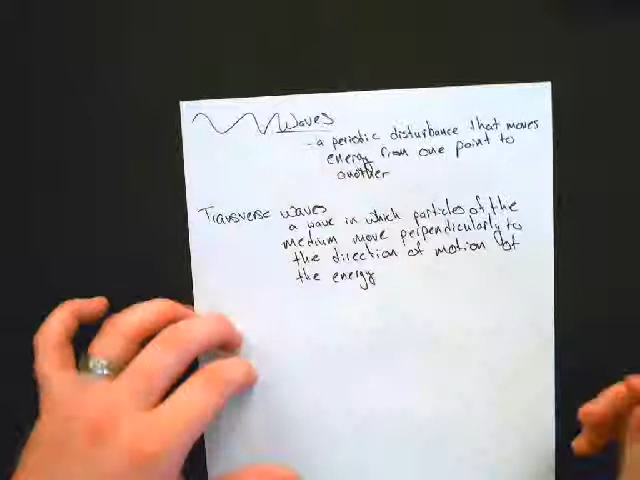 Waves
- a periodic disturbance that moves
energy from one point to
another
Transverse waves
a wave in which particles of the
medium move perpendicularly to
the direction of motion of
the energy